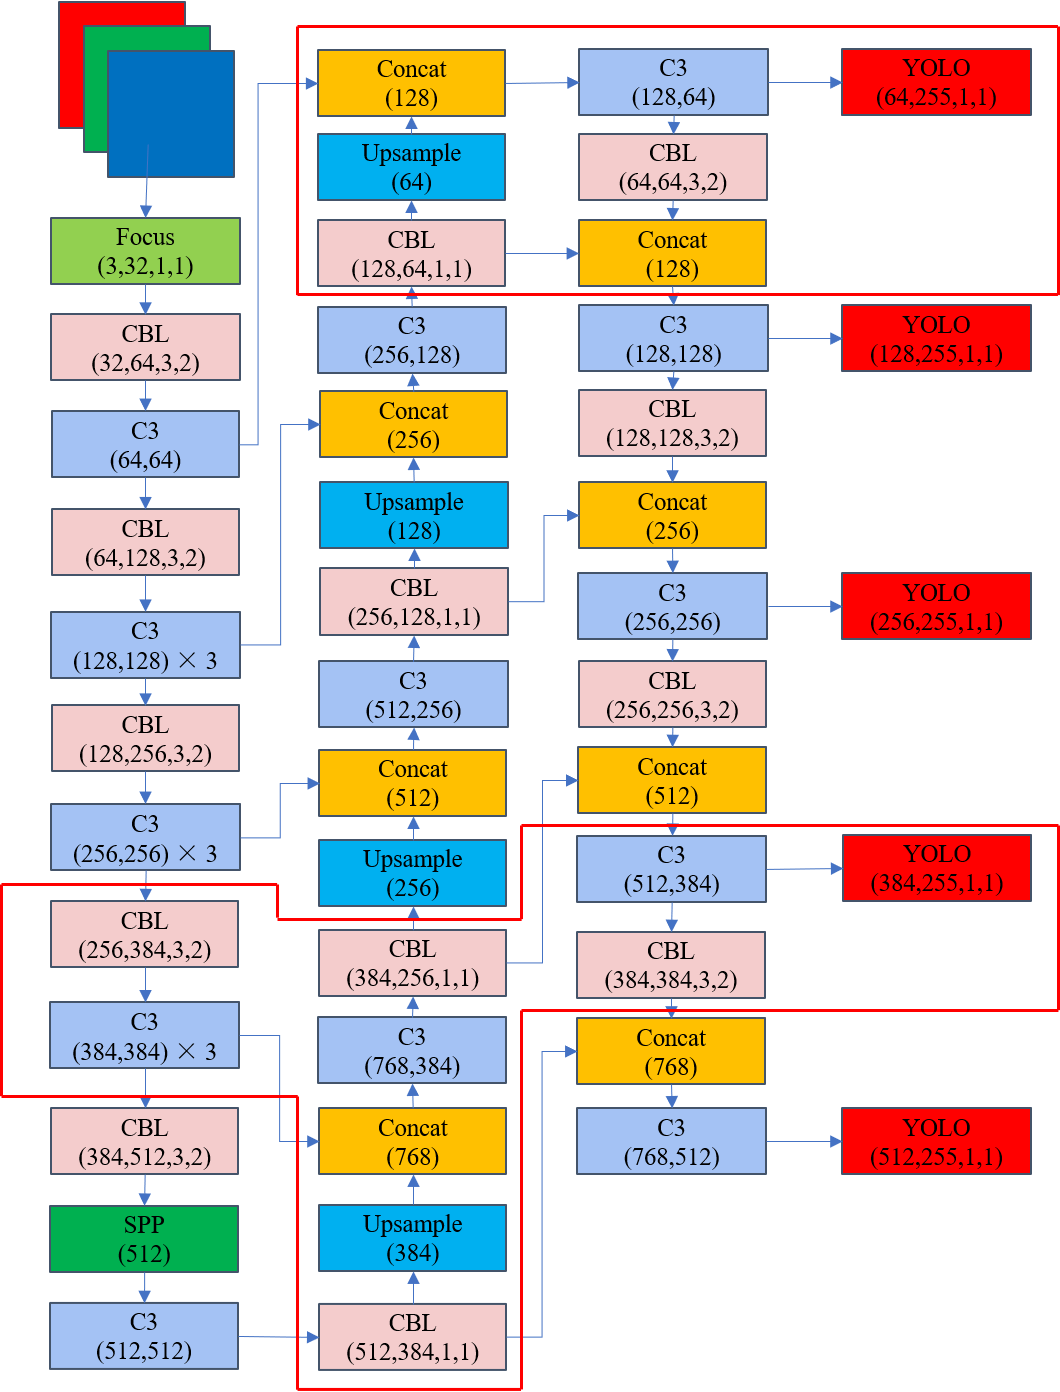 Focus
(3,32,1,1)
CBL
(32,64,3,2)
C3
(64,64)
CBL
(64,128,3,2)
C3
(128,128) × 3
CBL
(128,256,3,2)
C3
(256,256) × 3
CBL
(256,384,3,2)
C3
(384,384) × 3
CBL
(384,512,3,2)
SPP
(512)
C3
(512,512)
Concat
(128)
Upsample
(64)
CBL
(128,64,1,1)
C3
(256,128)
Concat
(256)
Upsample
(128)
CBL
(256,128,1,1)
C3
(512,256)
Concat
(512)
Upsample
(256)
CBL
(384,256,1,1)
C3
(768,384)
Concat
(768)
Upsample
(384)
CBL
(512,384,1,1)
C3
(128,64)
CBL
(64,64,3,2)
Concat
(128)
C3
(128,128)
CBL
(128,128,3,2)
Concat
(256)
C3
(256,256)
CBL
(256,256,3,2)
Concat
(512)
C3
(512,384)
CBL
(384,384,3,2)
Concat
(768)
C3
(768,512)
YOLO
(64,255,1,1)
YOLO
(128,255,1,1)
YOLO
(256,255,1,1)
YOLO
(384,255,1,1)
YOLO
(512,255,1,1)